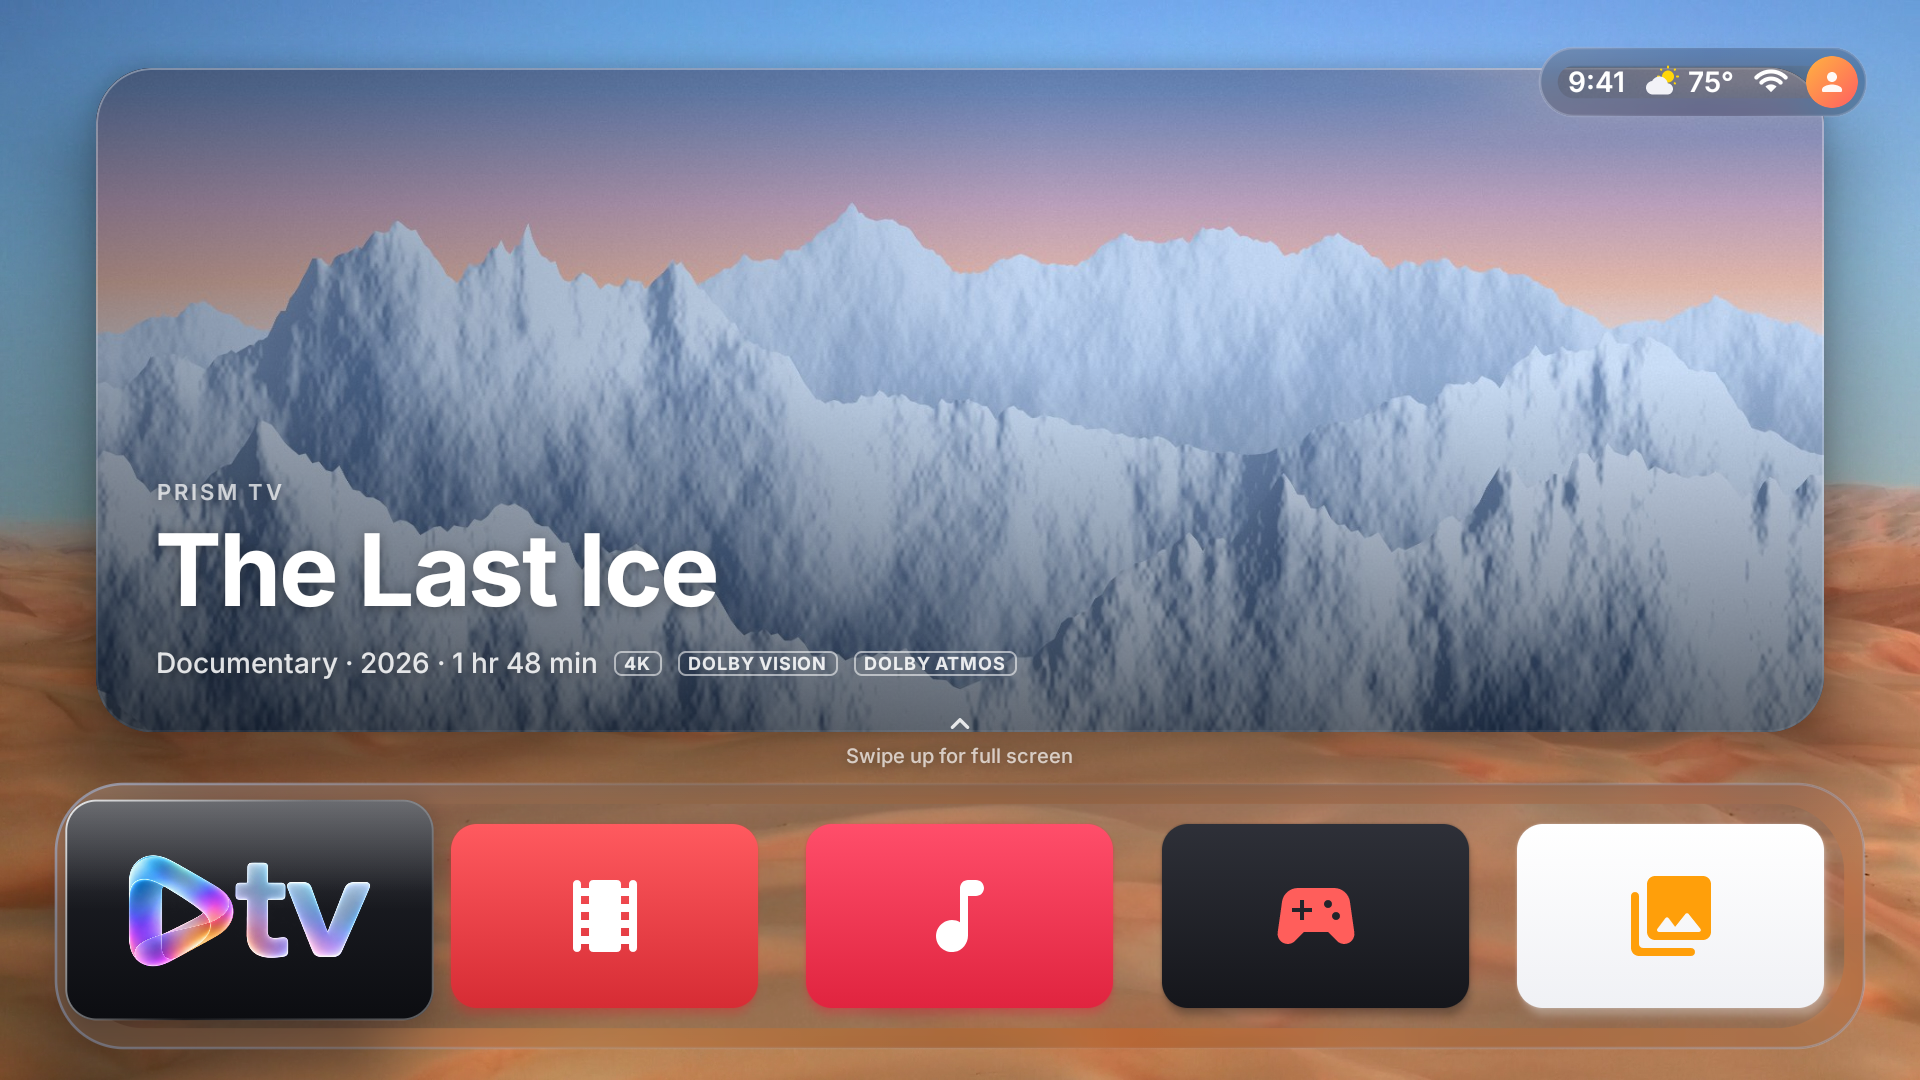 9:41 75°
PRISM TV
The Last Ice
Documentary · 2026 · 1 hr 48 min 4K DOLBY VISION DOLBY ATMOS
Swipe up for full screen
tv